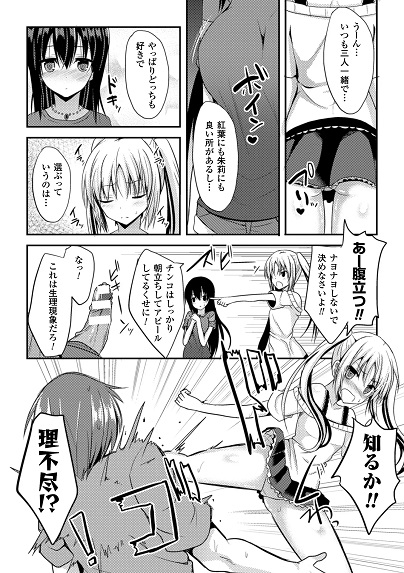 うーん…
いつも三人
一緒で…
ボイン♥
紅葉にも朱莉にも
良い所があるし…
やっぱりどっちも
好きで
ドキ
選ぶって
いうのは…
あー腹立つ!!
ナヨナヨしないで
決めなさいよ!!
チンコはしっかり
朝立ちしてアピール
してるくせに!
なっ!
これは生理現象だろ!
知るか!!
ドゴ!
理不尽!?